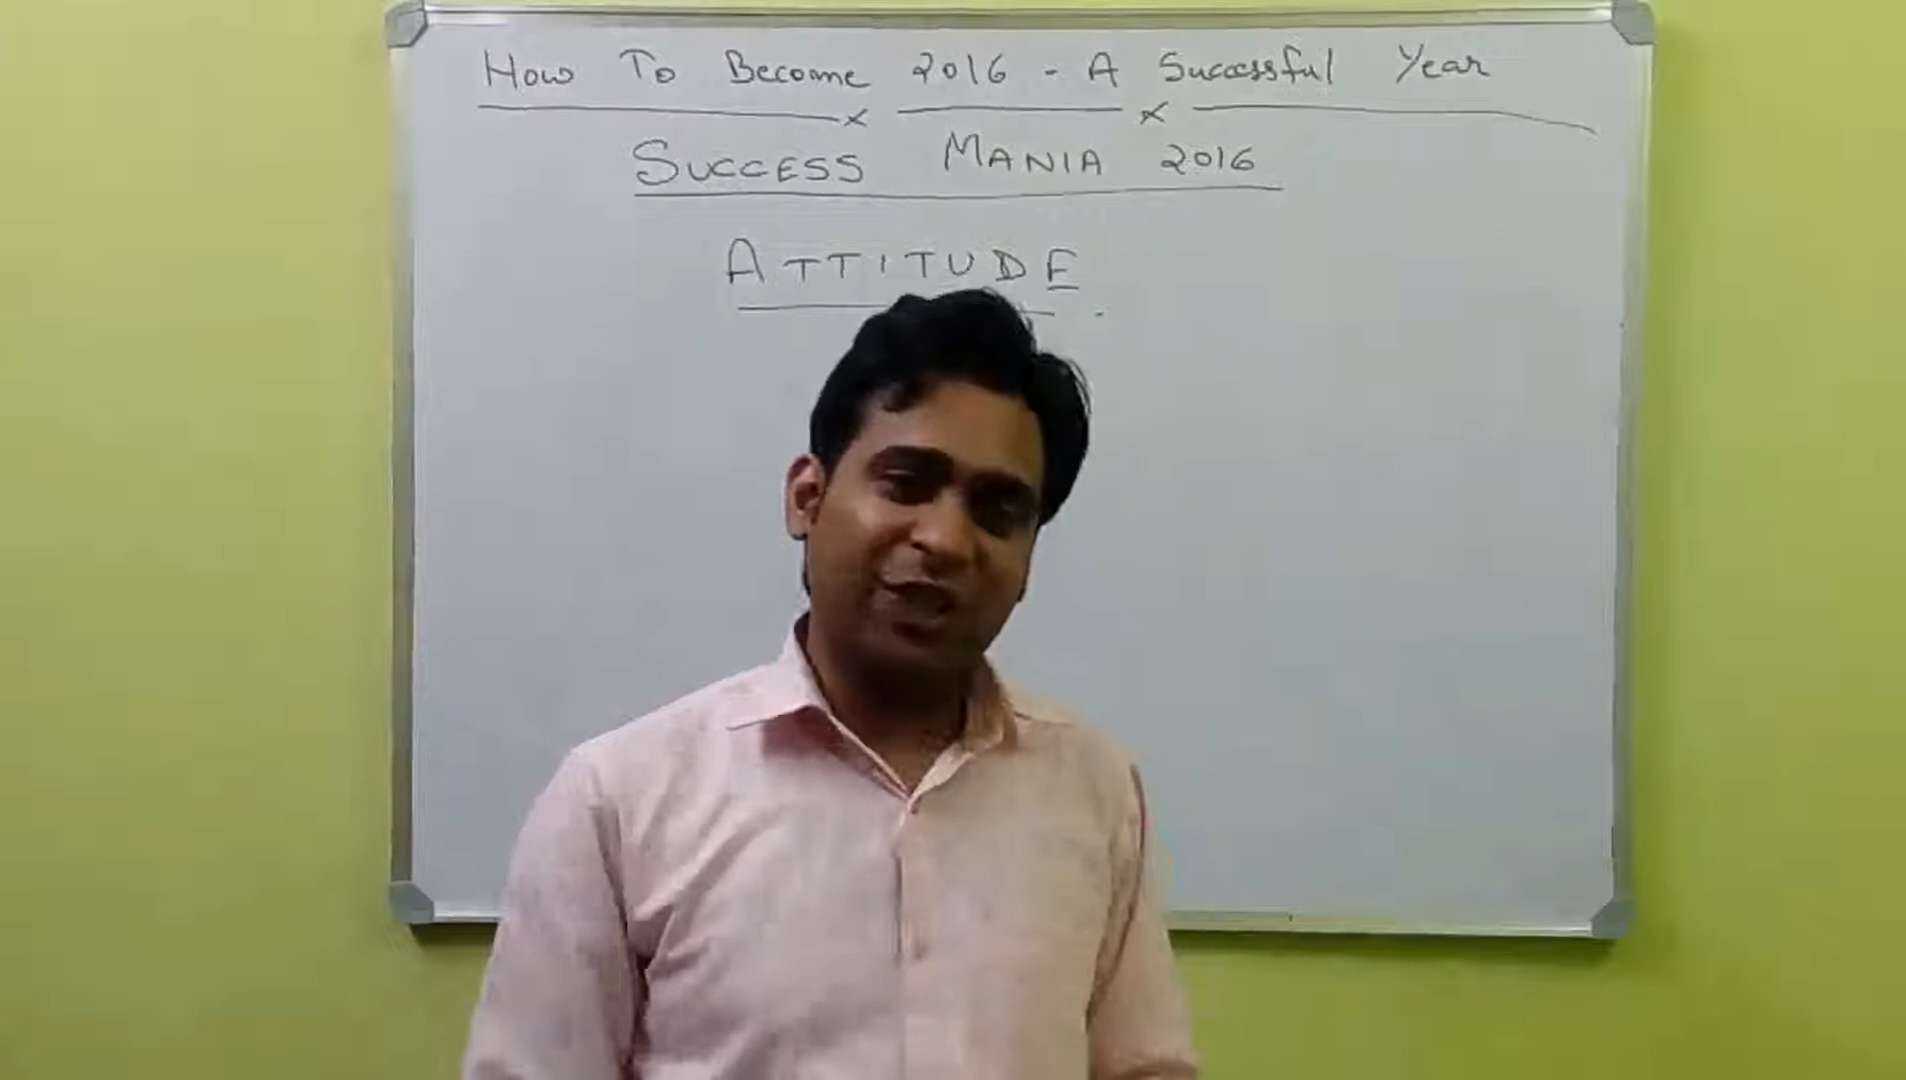 How To Become 2016 - A Successful Year
SUCCESS MANIA 2016
ATTITUDE.